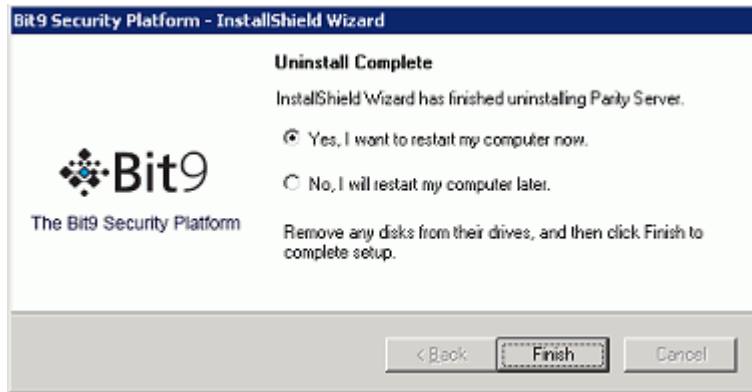 Bit9 Security Platform - InstallShield Wizard
Uninstall Complete
InstallShield Wizard has finished uninstalling Parity Server.
Yes, I want to restart my computer now.
No, I will restart my computer later.
Remove any disks from their drives, and then click Finish to
complete setup.
Bit9
The Bit9 Security Platform
< Back
Finish
Cancel